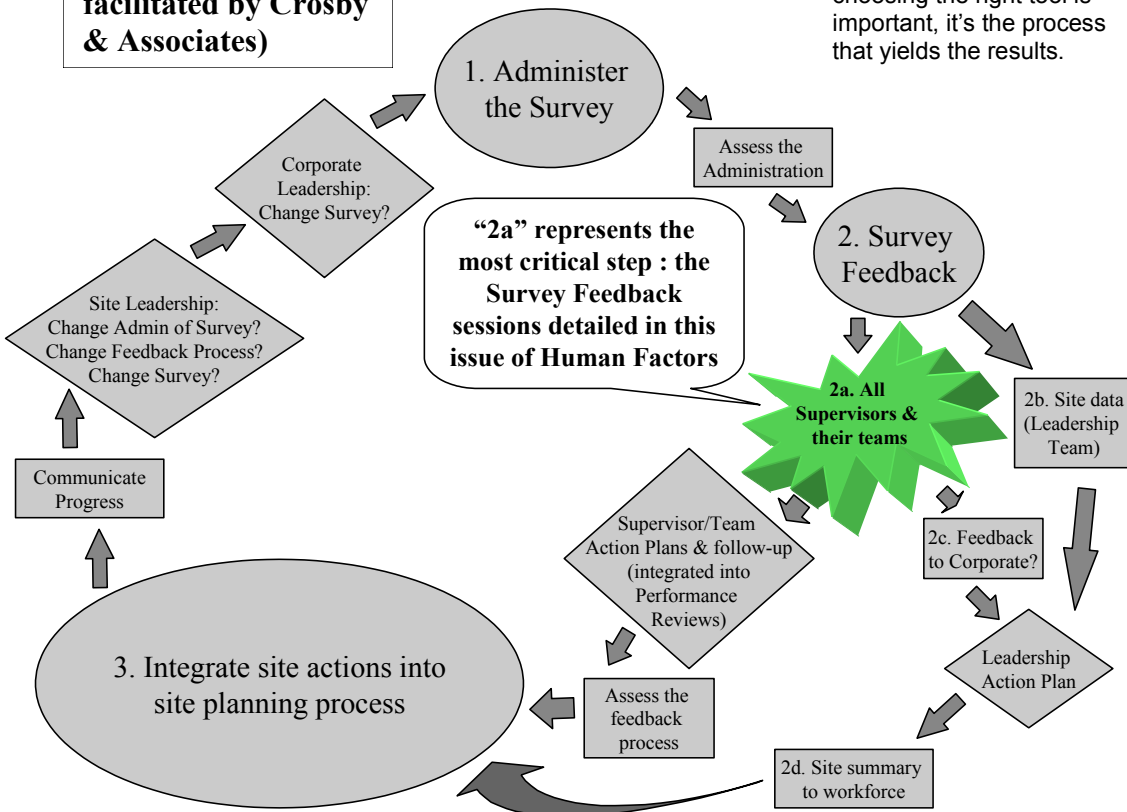 facilitated by Crosby
& Associates)
choosing the right tool is
important, it's the process
that yields the results.
1. Administer
the Survey
Assess the
Administration
Corporate
Leadership:
Change Survey?
"2a" represents the
most critical step : the
Survey Feedback
sessions detailed in this
issue of Human Factors
2. Survey
Feedback
Site Leadership:
Change Admin of Survey?
Change Feedback Process?
Change Survey?
2a. All
Supervisors &
their teams
2b. Site data
(Leadership
Team)
Communicate
Progress
Supervisor/Team
Action Plans & follow-up
(integrated into
Performance
Reviews)
2c. Feedback
to Corporate?
3. Integrate site actions into
site planning process
Assess the
feedback
process
Leadership
Action Plan
2d. Site summary
to workforce